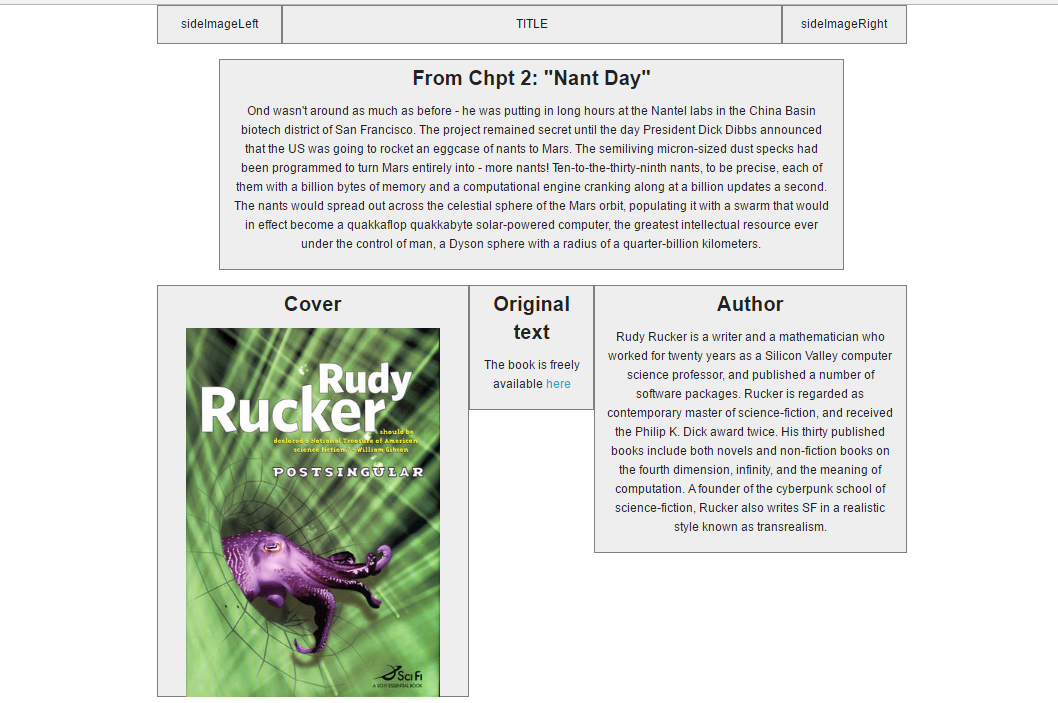 sideImageLeft
TITLE
sideImageRight
From Chpt 2: "Nant Day"
Ond wasn't around as much as before - he was putting in long hours at the Nantel labs in the China Basin
biotech district of San Francisco. The project remained secret until the day President Dick Dibbs announced
that the US was going to rocket an eggcase of nants to Mars. The semiliving micron-sized dust specks had
been programmed to turn Mars entirely into - more nants! Ten-to-the-thirty-ninth nants, to be precise, each of
them with a billion bytes of memory and a computational engine cranking along at a billion updates a second.
The nants would spread out across the celestial sphere of the Mars orbit, populating it with a swarm that would
in effect become a quakkaflop quakkabyte solar-powered computer, the greatest intellectual resource ever
under the control of man, a Dyson sphere with a radius of a quarter-billion kilometers.
Cover
Rudy
Rucker
should be
declared a National Treasure of American
science fiction." —William Gibson
POSTSINGULAR
SCI FI
A SCI FI ESSENTIAL BOOK
Original
text
The book is freely
available here
Author
Rudy Rucker is a writer and a mathematician who
worked for twenty years as a Silicon Valley computer
science professor, and published a number of
software packages. Rucker is regarded as
contemporary master of science-fiction, and received
the Philip K. Dick award twice. His thirty published
books include both novels and non-fiction books on
the fourth dimension, infinity, and the meaning of
computation. A founder of the cyberpunk school of
science-fiction, Rucker also writes SF in a realistic
style known as transrealism.